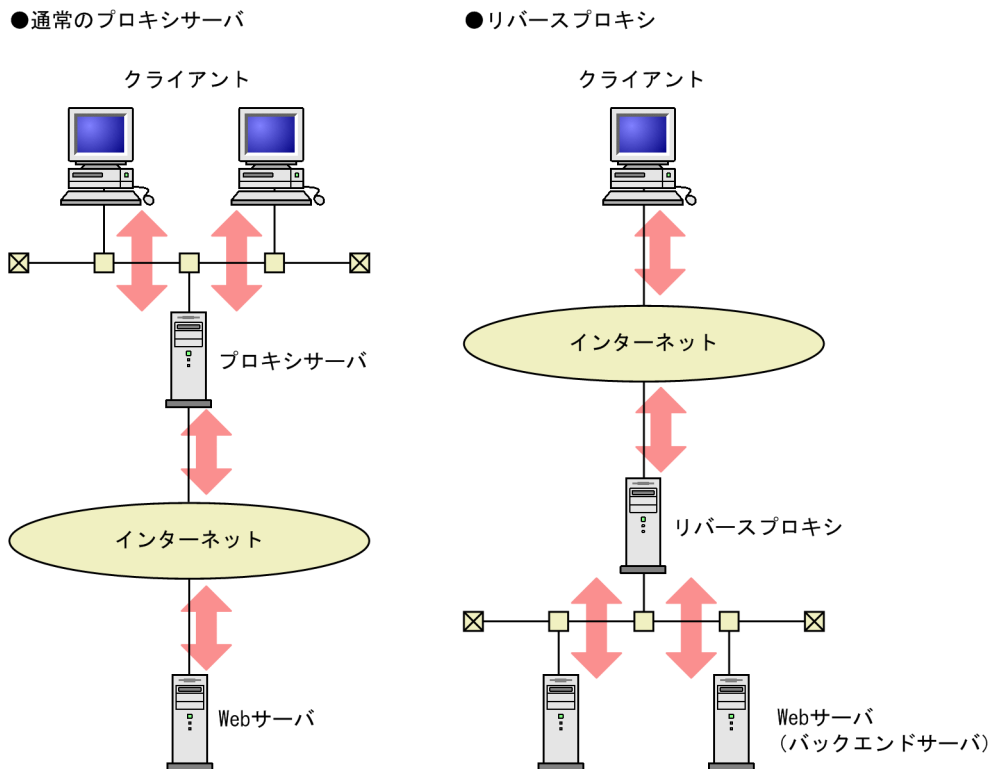 ●通常のプロキシサーバ
クライアント
プロキシサーバ
インターネット
Webサーバ
●リバースプロキシ
クライアント
インターネット
リバースプロキシ
Webサーバ
(バックエンドサーバ)